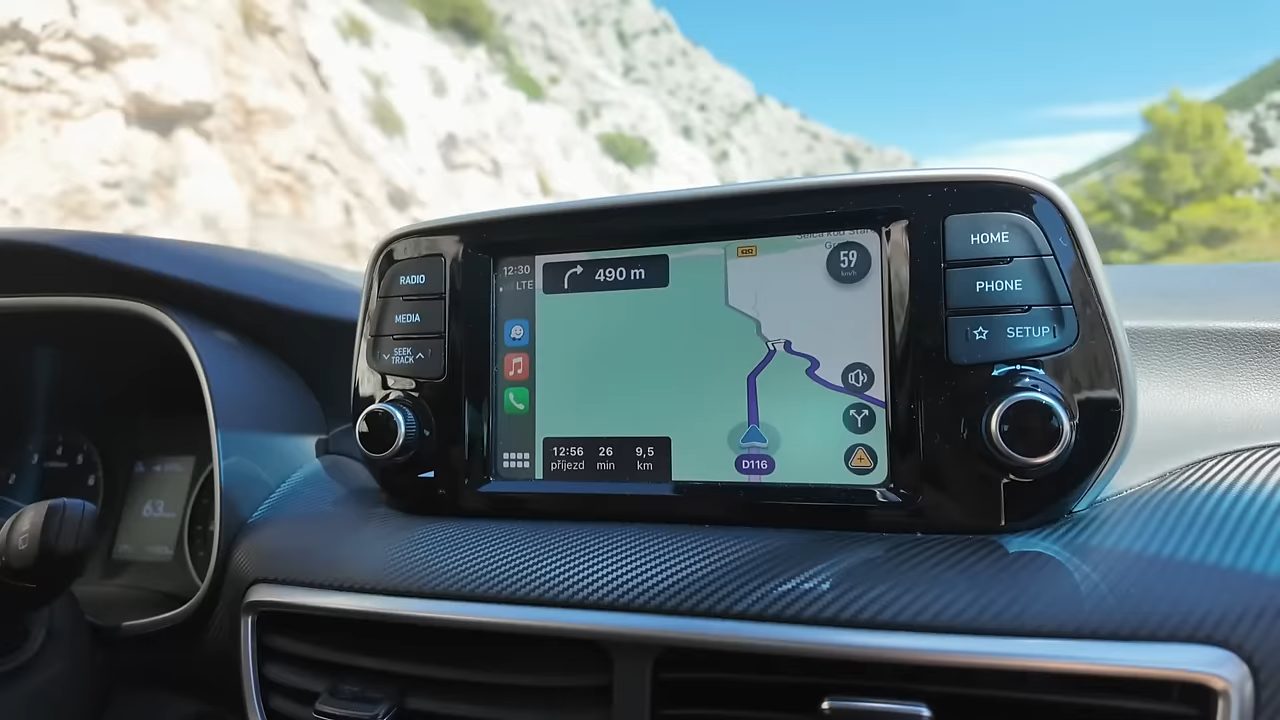 RADIO
MEDIA
SEEK
TRACK
12:30
LTE
490 m
59
km/h
D116
12:56 26 9,5
příjezd min km
HOME
PHONE
SETUP
63